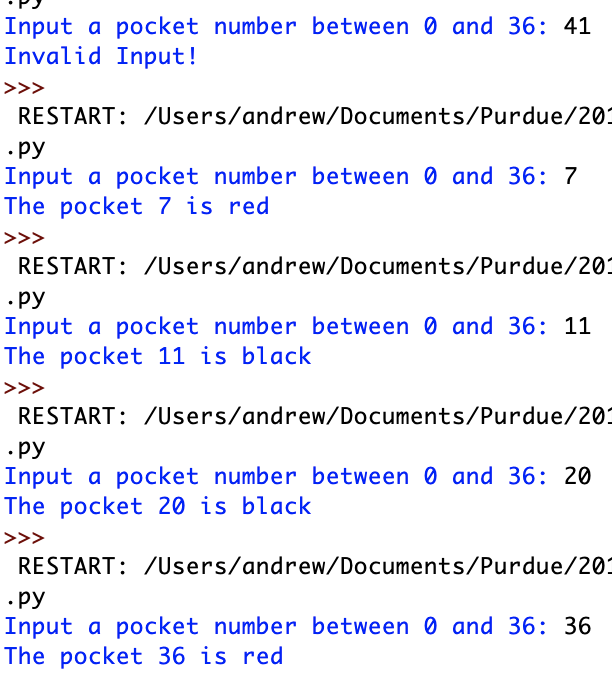 .py
Input a pocket number between 0 and 36: 41
Invalid Input!
>>>
RESTART: /Users/andrew/Documents/Purdue/201
.py
Input a pocket number between 0 and 36: 7
The pocket 7 is red
>>>
RESTART: /Users/andrew/Documents/Purdue/201
.py
Input a pocket number between 0 and 36: 11
The pocket 11 is black
>>>
RESTART: /Users/andrew/Documents/Purdue/201
.py
Input a pocket number between 0 and 36: 20
The pocket 20 is black
>>>
RESTART: /Users/andrew/Documents/Purdue/201
.py
Input a pocket number between 0 and 36: 36
The pocket 36 is red